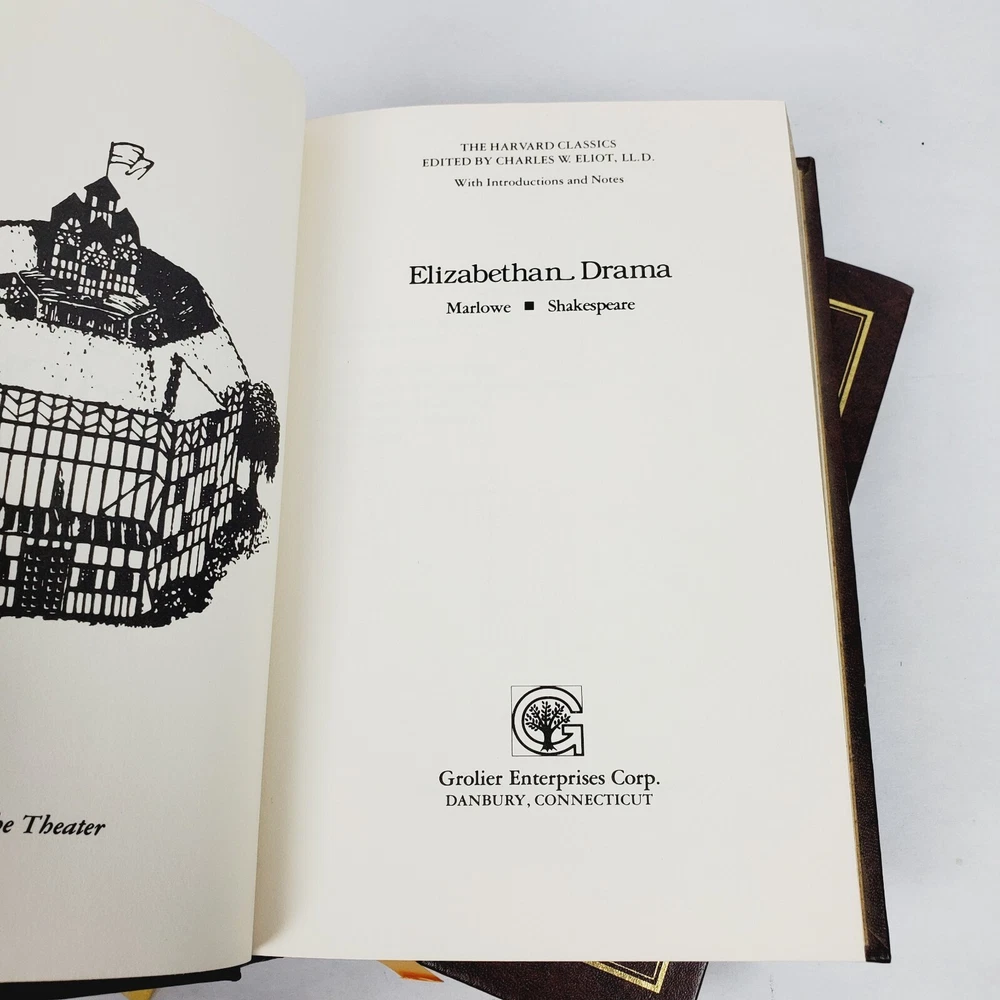 he Theater
THE HARVARD CLASSICS
EDITED BY CHARLES W. ELIOT, LL.D.
With Introductions and Notes
Elizabethan Drama
Marlowe ■ Shakespeare
G
Grolier Enterprises Corp.
DANBURY, CONNECTICUT